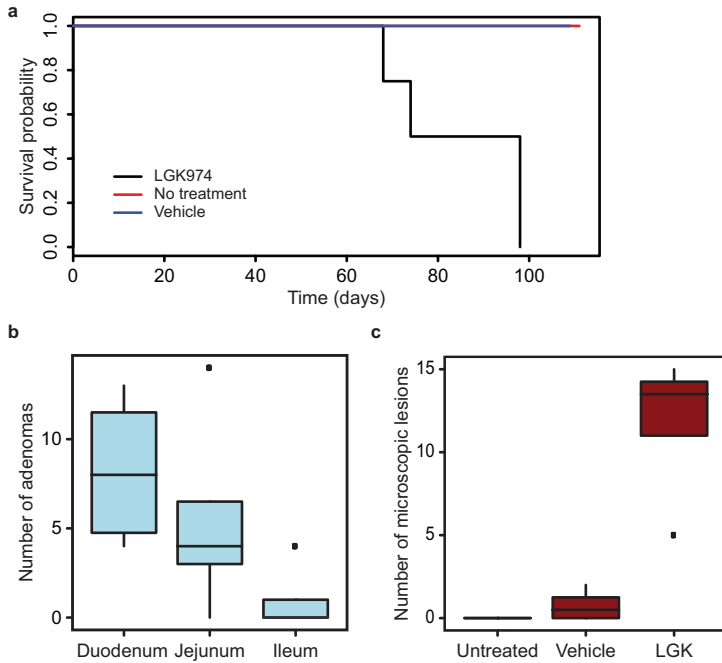 a
Survival probability
1.0
0.8
0.6
0.4
0.2
0.0
LGK974
No treatment
Vehicle
0 20 40 60 80 100
Time (days)
b
Number of adenomas
10
5
0
Duodenum Jejunum Ileum
c
Number of microscopic lesions
15
10
5
0
Untreated Vehicle LGK